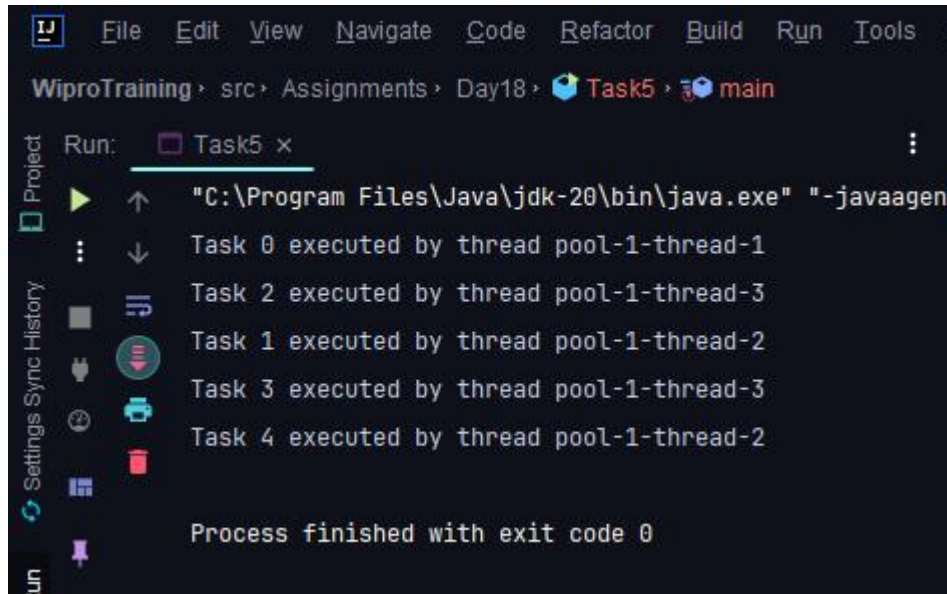 IJ File Edit View Navigate Code Refactor Build Run Tools
WiproTraining › src › Assignments › Day18 › Task5 › main
Run: Task5 ×
"C:\Program Files\Java\jdk-20\bin\java.exe" "-javaagen
Task 0 executed by thread pool-1-thread-1
Task 2 executed by thread pool-1-thread-3
Task 1 executed by thread pool-1-thread-2
Task 3 executed by thread pool-1-thread-3
Task 4 executed by thread pool-1-thread-2
Process finished with exit code 0
Project
Settings Sync History
un